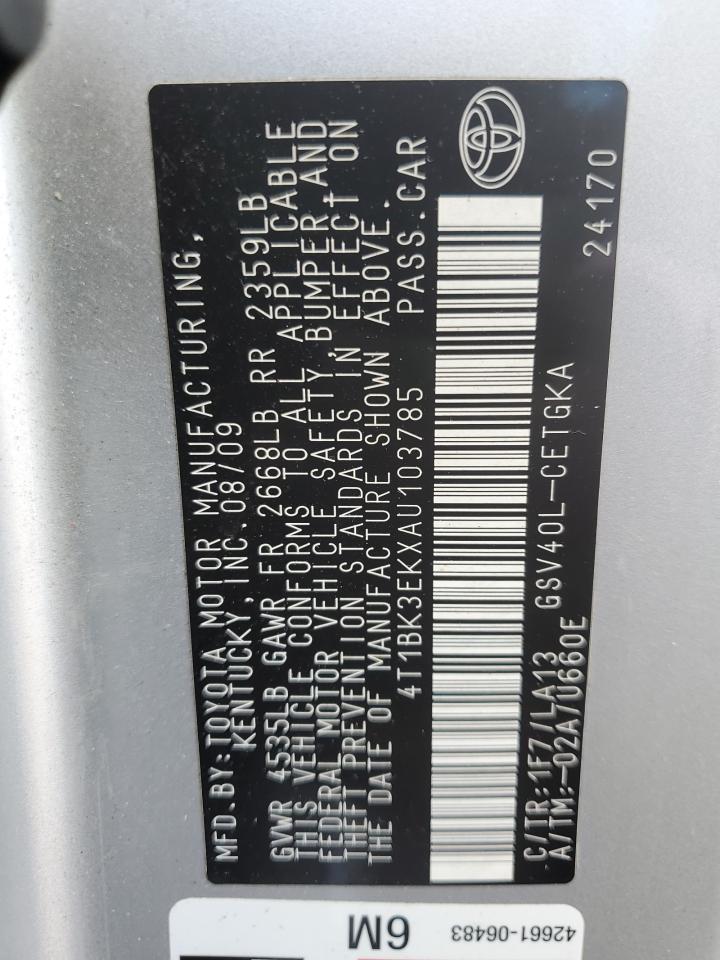 MFD.BY:TOYOTA MOTOR MANUFACTURING,
KENTUCKY, INC.08/09
GVWR 4535LB GAWR FR 2668LB RR 2359LB
THIS VEHICLE CONFORMS TO ALL APPLICABLE
FEDERAL MOTOR VEHICLE SAFETY, BUMPER, AND
THEFT PREVENTION STANDARDS IN EFFECT ON
THE DATE OF MANUFACTURE SHOWN ABOVE.
4T1BK3EKXAU103785 PASS.CAR
C/TR:1F7/LA13 GSV40L-CETGKA
A/TM:-02A/U660E 24170
6M
42661-06483